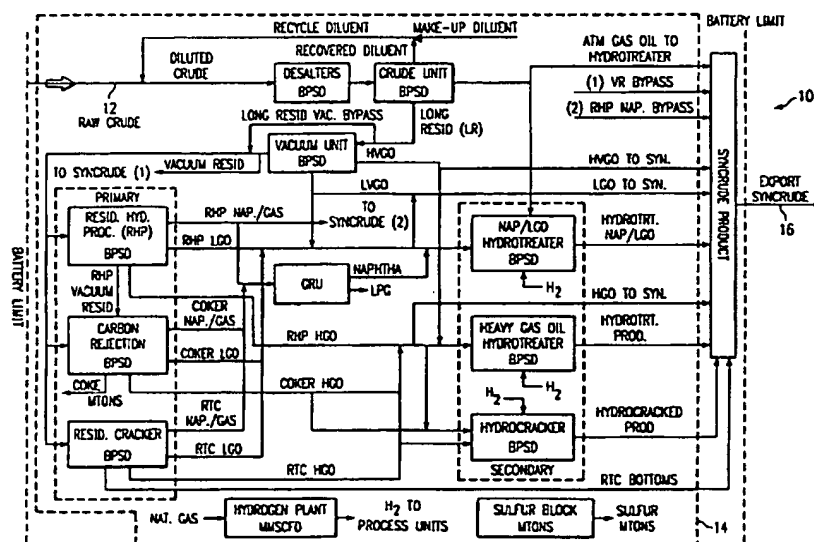 BATTERY LIMIT
RECYCLE DILUENT
MAKE-UP DILUENT
RECOVERED DILUENT
DILUTED CRUDE
12
RAW CRUDE
DESALTERS
BPSD
CRUDE UNIT
BPSD
ATM GAS OIL TO
HYDROTREATER
(1) VR BYPASS
(2) RHP NAP. BYPASS
10
LONG RESID VAC. BYPASS
LONG
RESID (LR)
VACUUM UNIT
BPSD
HVGO
HVGO TO SYN.
TO SYNCRUDE (1)
VACUUM RESID
LVGO
LGO TO SYN.
SYNCRUDE PRODUCT
EXPORT
SYNCRUDE
16
BATTERY LIMIT
PRIMARY
RESID. HYD.
PROC. (RHP)
BPSD
RHP NAP./GAS
TO
SYNCRUDE (2)
RHP LGO
NAP/LGO
HYDROTREATER
BPSD
HYDROTRT.
NAP/LGO
H2
RHP
VACUUM
RESID
GRU
NAPHTHA
LPG
COKER
NAP./GAS
HGO TO SYN.
CARBON
REJECTION
BPSD
COKER LGO
RHP HGO
HEAVY GAS OIL
HYDROTREATER
BPSD
HYDROTRT.
PROD.
H2
COKE
MTONS
COKER HGO
H2
RTC
NAP./GAS
HYDROCRACKER
BPSD
HYDROCRACKED
PROD
RESID. CRACKER
BPSD
RTC LGO
SECONDARY
RTC HGO
RTC BOTTOMS
NAT. GAS
HYDROGEN PLANT
MMSCFD
H2 TO
PROCESS UNITS
SULFUR BLOCK
MTONS
SULFUR
MTONS
14